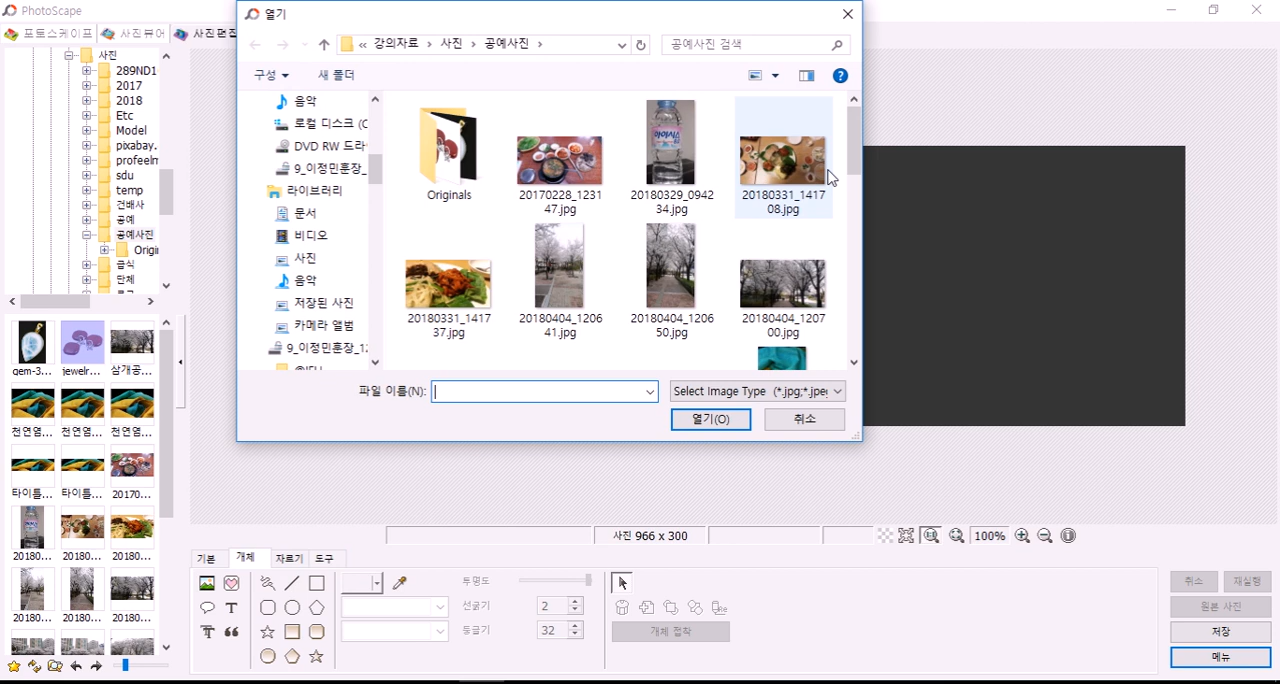 PhotoScape
포토스케이프
사진뷰어
사진편집
사진
289ND1
2017
2018
Etc
Model
pixabay.
profeelm
sdu
temp
건배사
공예
공예사진
Origi
급식
단체
gem-3...
jewelr...
삼개공...
천연염...
천연염...
천연염...
타이틀...
타이틀...
20170...
20180...
20180...
20180...
20180...
20180...
20180...
열기
« 강의자료 › 사진 › 공예사진 ›
공예사진 검색
구성
새 폴더
음악
로컬 디스크 (C
DVD RW 드라
9_이정민훈장_
라이브러리
문서
비디오
사진
음악
저장된 사진
카메라 앨범
9_이정민훈장_12
Originals
20170228_1231
47.jpg
20180329_0942
34.jpg
20180331_1417
08.jpg
20180331_1417
37.jpg
20180404_1206
41.jpg
20180404_1206
50.jpg
20180404_1207
00.jpg
파일 이름(N):
Select Image Type (*.jpg;*.jpe
열기(O)
취소
사진 966 x 300
100%
기본
개체
자르기
도구
투명도
선굵기
2
둥글기
32
개체 접착
취소
재실행
원본 사진
저장
메뉴